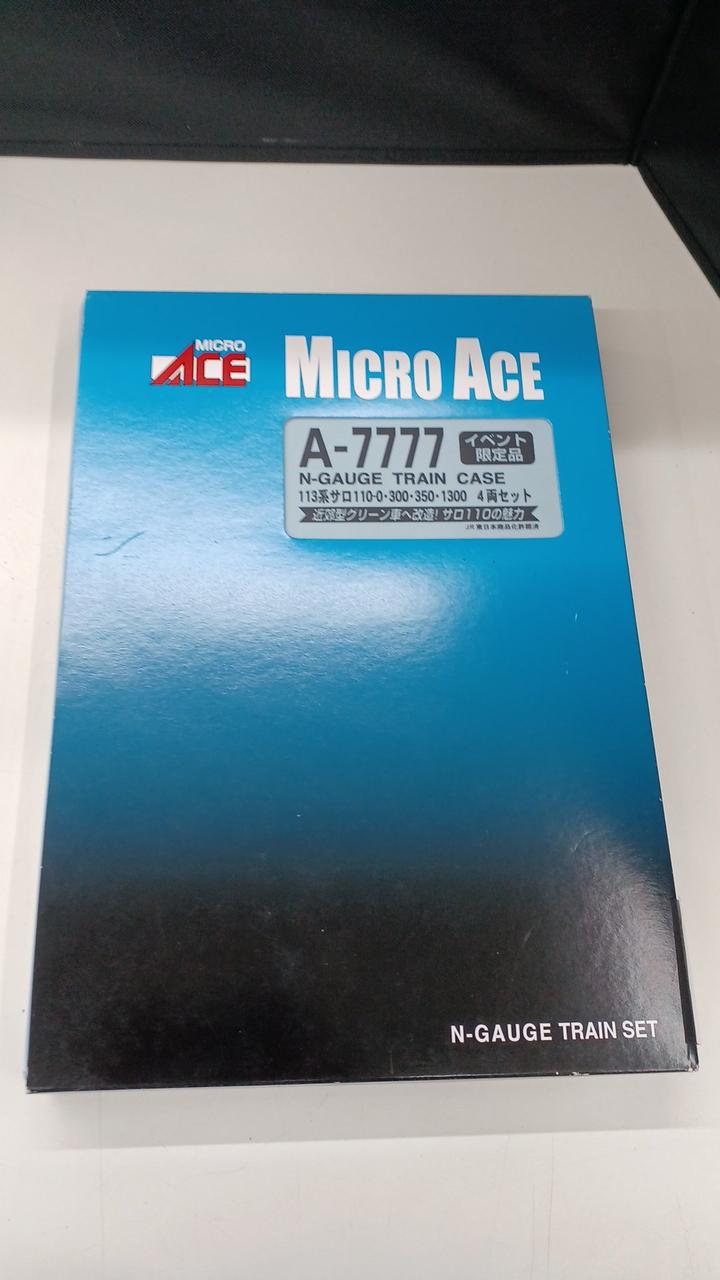 MICRO
ACE
MICRO ACE
A-7777
イベント
限定品
N-GAUGE TRAIN CASE
113系サロ110-0・300・350・1300 4両セット
近郊型グリーン車へ改造!サロ110の魅力
JR東日本商品化許諾済
N-GAUGE TRAIN SET